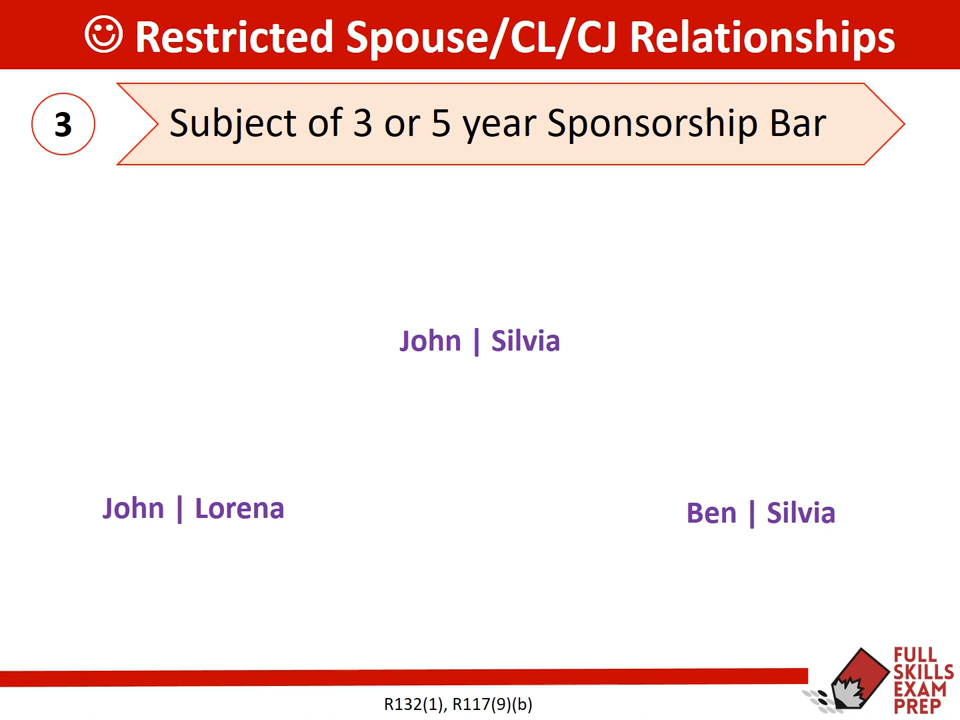 ☺ Restricted Spouse/CL/CJ Relationships
3
Subject of 3 or 5 year Sponsorship Bar
John | Silvia
John | Lorena
Ben | Silvia
R132(1), R117(9)(b)
FULL
SKILLS
EXAM
PREP